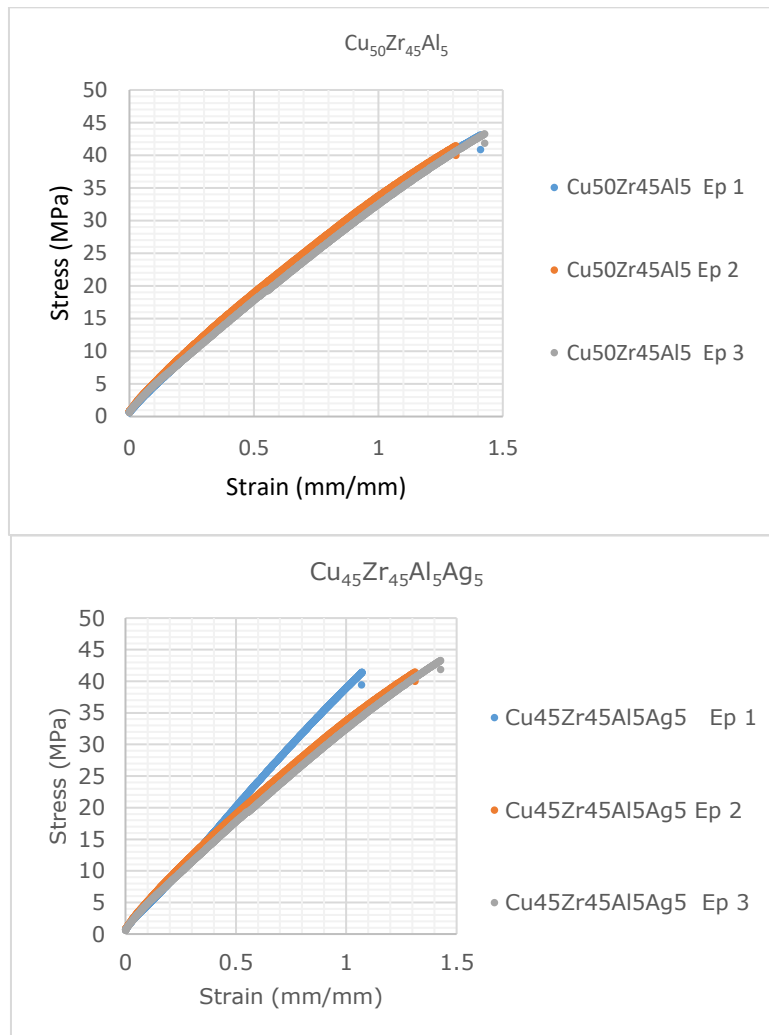 Cu₅₀Zr₄₅Al₅
50
45
40
35
30
25
20
15
10
5
0
Stress (MPa)
0 0.5 1 1.5
Strain (mm/mm)
Cu50Zr45Al5 Ep 1
Cu50Zr45Al5 Ep 2
Cu50Zr45Al5 Ep 3
Cu₄₅Zr₄₅Al₅Ag₅
50
45
40
35
30
25
20
15
10
5
0
Stress (MPa)
0 0.5 1 1.5
Strain (mm/mm)
Cu45Zr45Al5Ag5 Ep 1
Cu45Zr45Al5Ag5 Ep 2
Cu45Zr45Al5Ag5 Ep 3